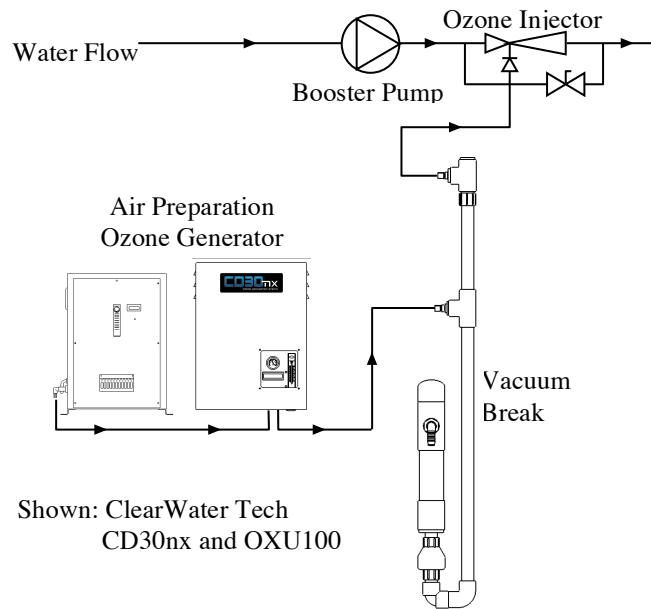 Ozone Injector
Water Flow
Booster Pump
Air Preparation
Ozone Generator
CD30nx
Vacuum
Break
Shown: ClearWater Tech
CD30nx and OXU100